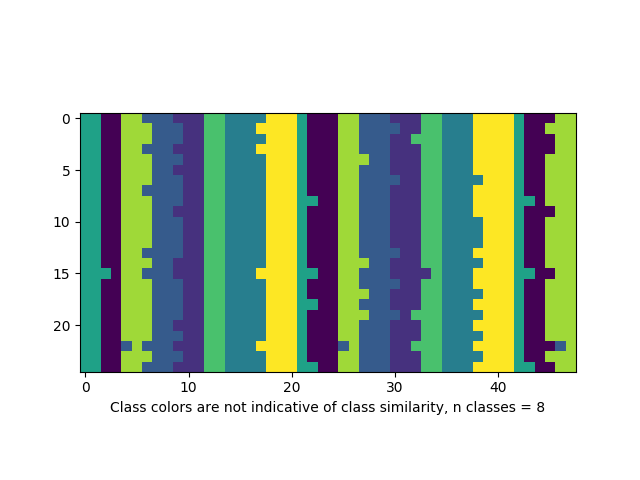 0
5
10
15
20
0 10 20 30 40
Class colors are not indicative of class similarity, n classes = 8